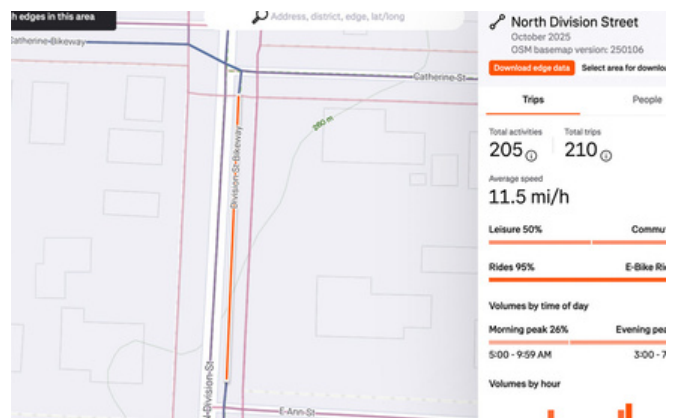 h edges in this area
Address, district, edge, lat/long
Catherine-Bikeway
Catherine-St
260 m
Division-St-Bikeway
Division-St
E-Ann-St
North Division Street
October 2025
OSM basemap version: 250106
Download edge data
Select area for downloa
Trips
People
Total activities
Total trips
205
210
Average speed
11.5 mi/h
Leisure 50%
Commu
Rides 95%
E-Bike Ri
Volumes by time of day
Morning peak 26%
Evening pea
5:00 - 9:59 AM
3:00 - 7
Volumes by hour